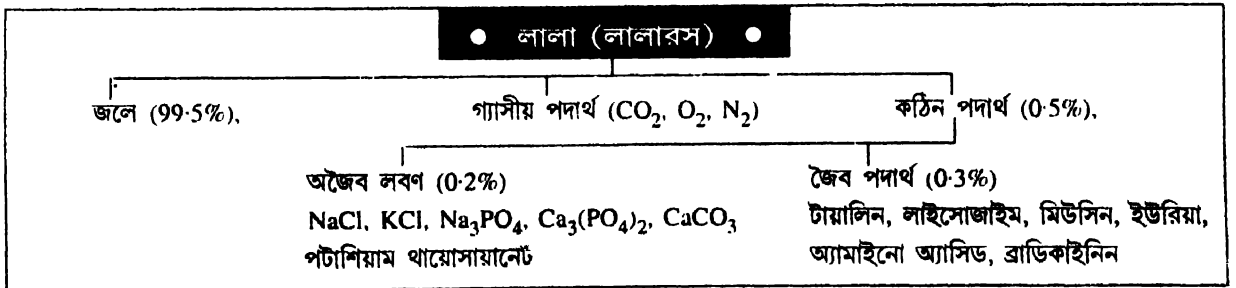 ● লালা (লালারস) ●
জলে (99·5%), গ্যাসীয় পদার্থ (CO₂, O₂, N₂) কঠিন পদার্থ (0·5%),
অজৈব লবণ (0·2%) জৈব পদার্থ (0·3%)
NaCl, KCl, Na₃PO₄, Ca₃(PO₄)₂, CaCO₃ টায়ালিন, লাইসোজাইম, মিউসিন, ইউরিয়া,
পটাশিয়াম থায়োসায়ানেট অ্যামাইনো অ্যাসিড, ব্রাডিকাইনিন